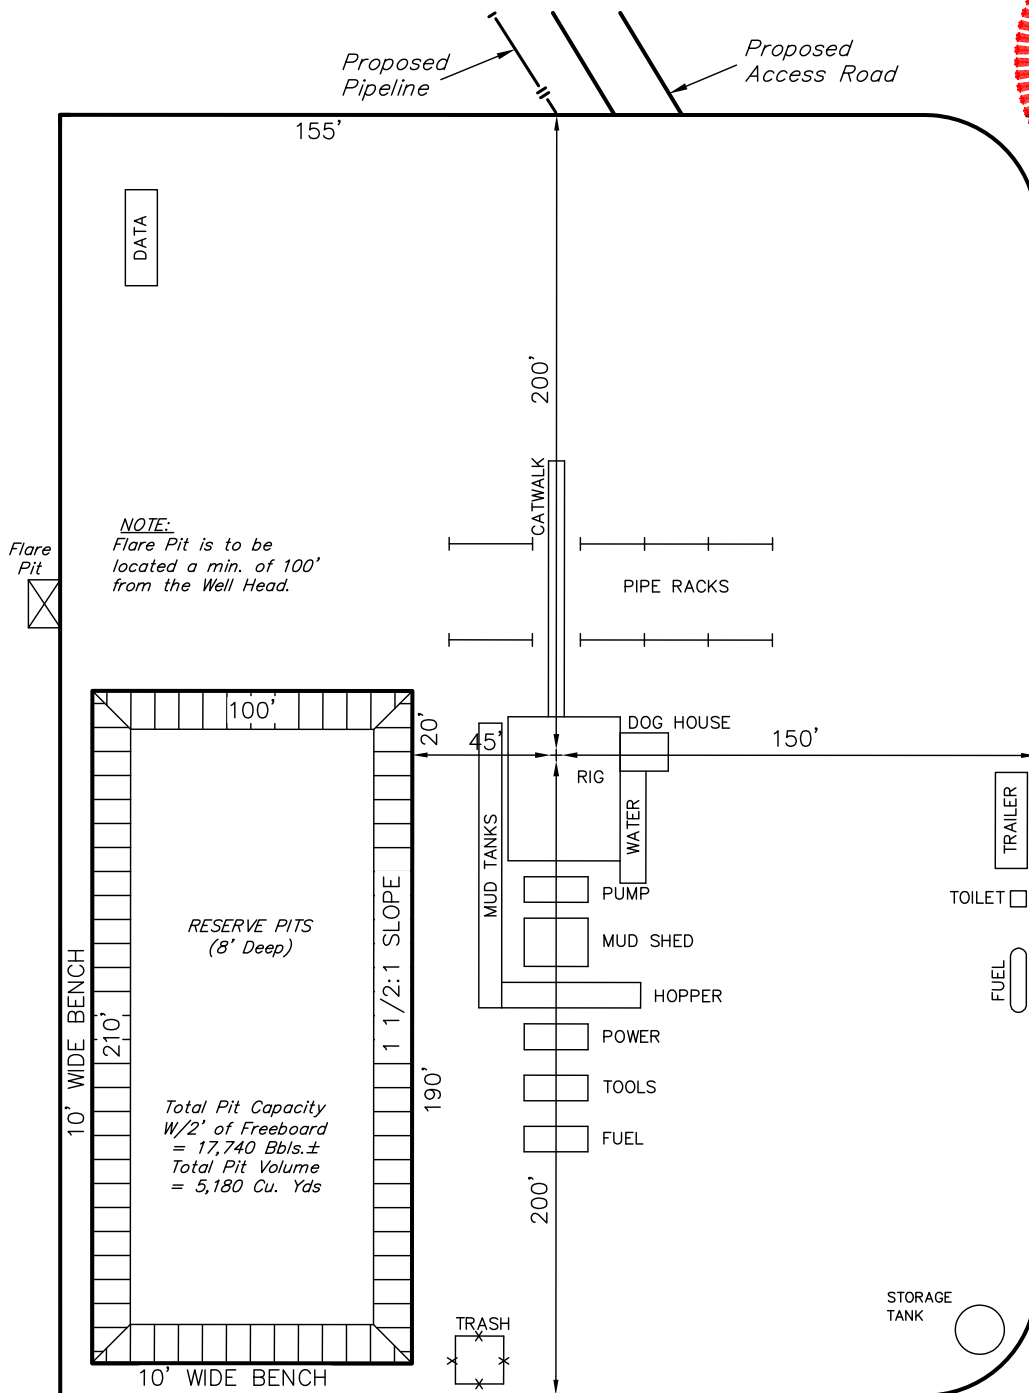 Proposed
Pipeline
Proposed
Access Road
155'
DATA
200'
CATWALK
NOTE:
Flare Pit is to be
located a min. of 100'
from the Well Head.
Flare
Pit
PIPE RACKS
100'
20'
45'
DOG HOUSE
150'
RIG
MUD TANKS
WATER
TRAILER
PUMP
TOILET
RESERVE PITS
(8' Deep)
1 1/2:1 SLOPE
MUD SHED
FUEL
HOPPER
10' WIDE BENCH
210'
POWER
TOOLS
190'
Total Pit Capacity
W/2' of Freeboard
= 17,740 Bbls.±
Total Pit Volume
= 5,180 Cu. Yds
FUEL
200'
STORAGE
TANK
TRASH
10' WIDE BENCH